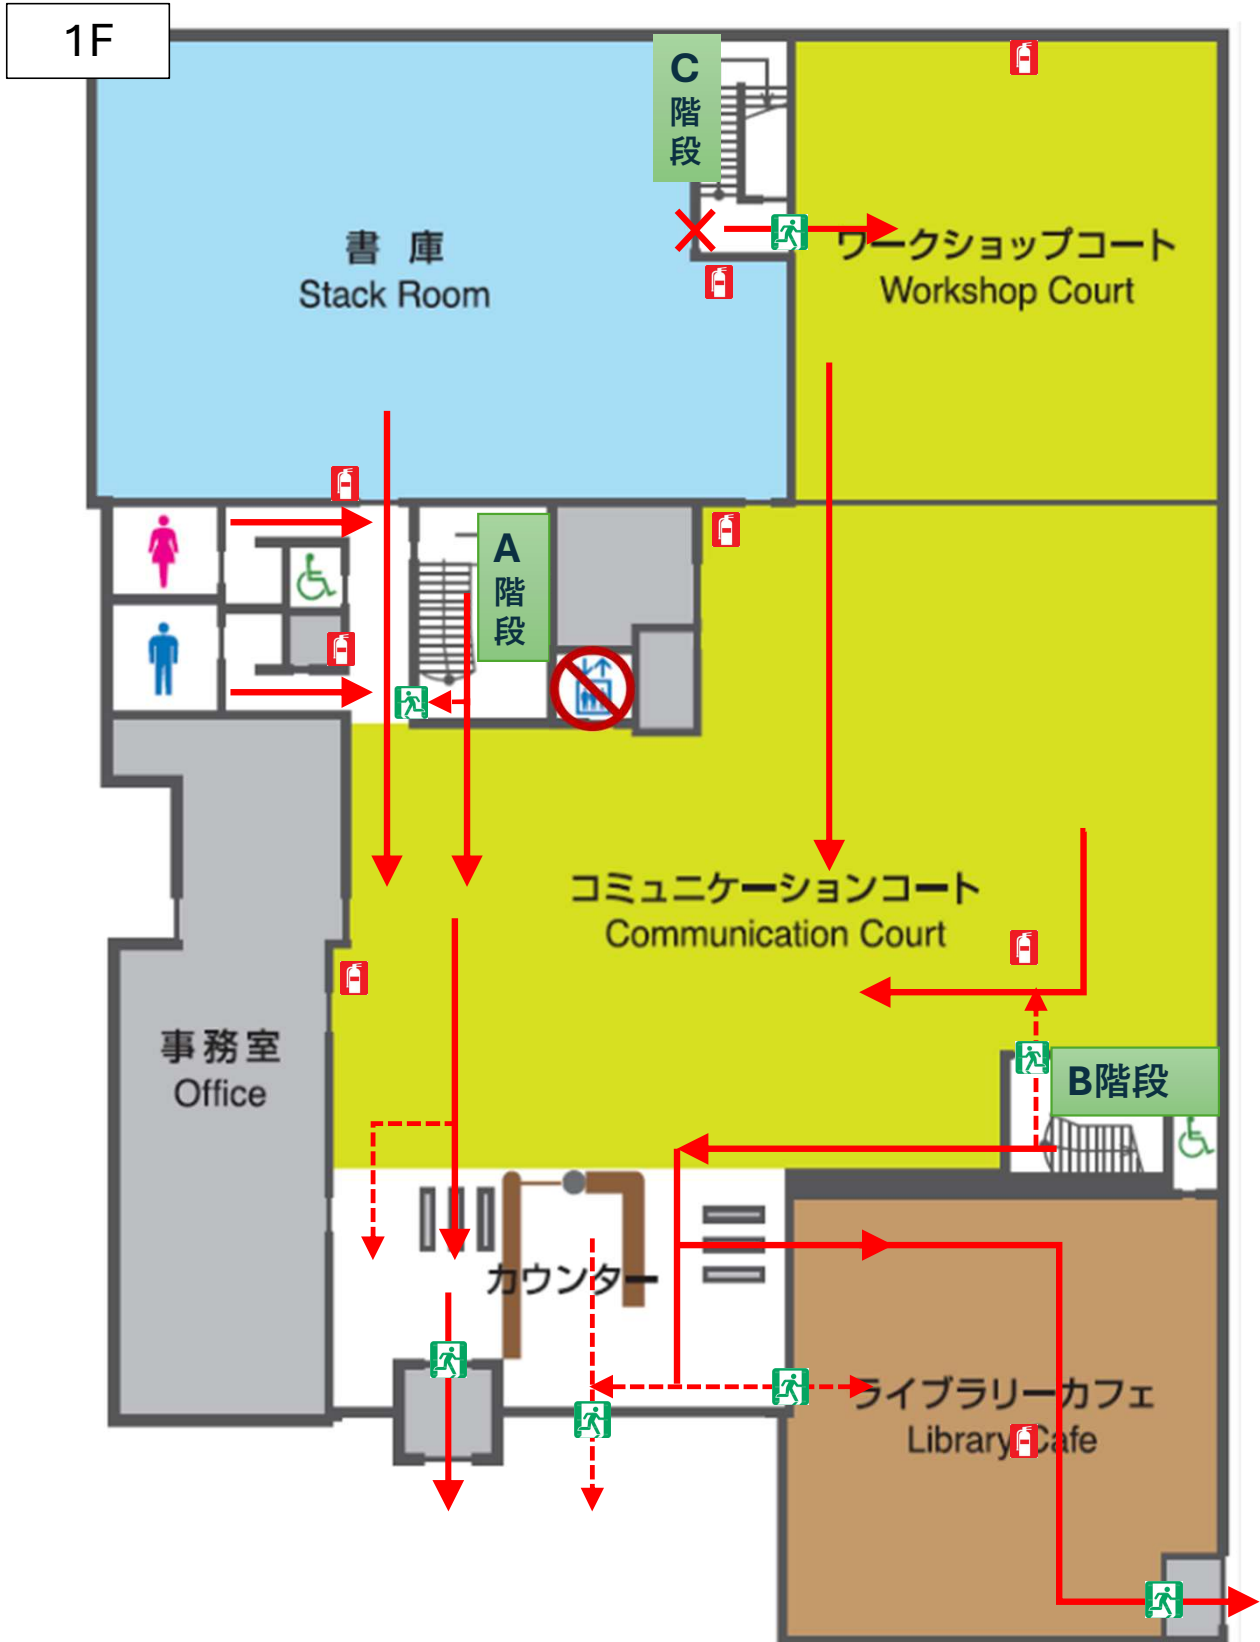 1F
C
階
段
書 庫
Stack Room
ワークショップコート
Workshop Court
A
階
段
コミュニケーションコート
Communication Court
事務室
Office
B階段
カウンター
ライブラリーカフェ
Library Cafe